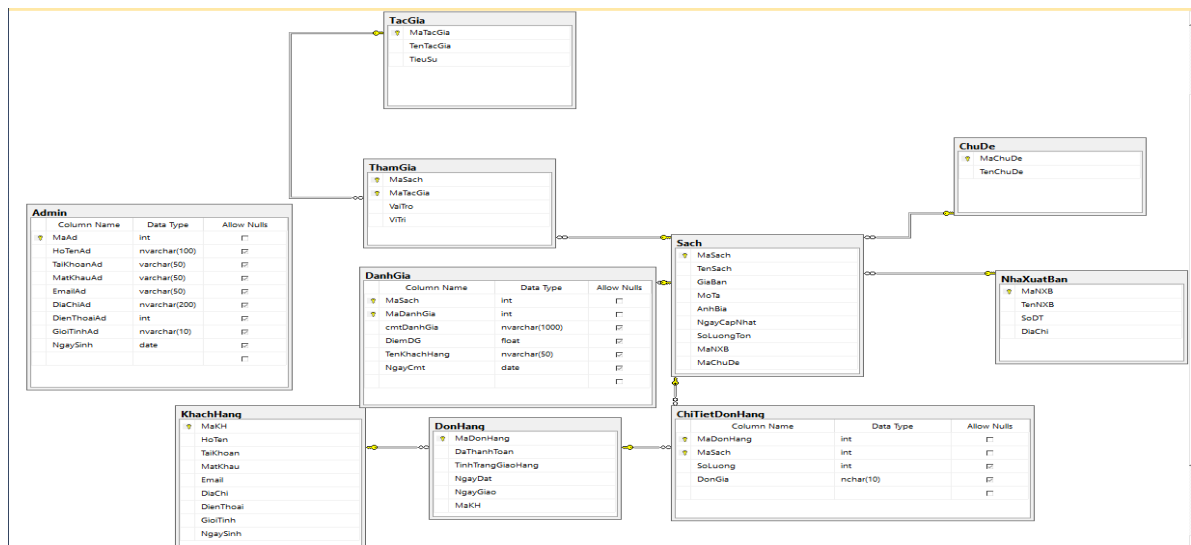 TacGia
MaTacGia
TenTacGia
TieuSu
ThamGia
MaSach
MaTacGia
VaiTro
ViTri
ChuDe
MaChuDe
TenChuDe
Admin
Column Name Data Type Allow Nulls
MaAd int
HoTenAd nvarchar(100)
TaiKhoanAd varchar(50)
MatKhauAd varchar(50)
EmailAd varchar(50)
DiaChiAd nvarchar(200)
DienThoaiAd int
GioiTinhAd nvarchar(10)
NgaySinh date
Sach
MaSach
TenSach
GiaBan
MoTa
AnhBia
NgayCapNhat
SoLuongTon
MaNXB
MaChuDe
DanhGia
Column Name Data Type Allow Nulls
MaSach int
MaDanhGia int
cmtDanhGia nvarchar(1000)
DiemDG float
TenKhachHang nvarchar(50)
NgayCmt date
NhaXuatBan
MaNXB
TenNXB
SoDT
DiaChi
KhachHang
MaKH
HoTen
TaiKhoan
MatKhau
Email
DiaChi
DienThoai
GioiTinh
NgaySinh
DonHang
MaDonHang
DaThanhToan
TinhTrangGiaoHang
NgayDat
NgayGiao
MaKH
ChiTietDonHang
Column Name Data Type Allow Nulls
MaDonHang int
MaSach int
SoLuong int
DonGia nchar(10)